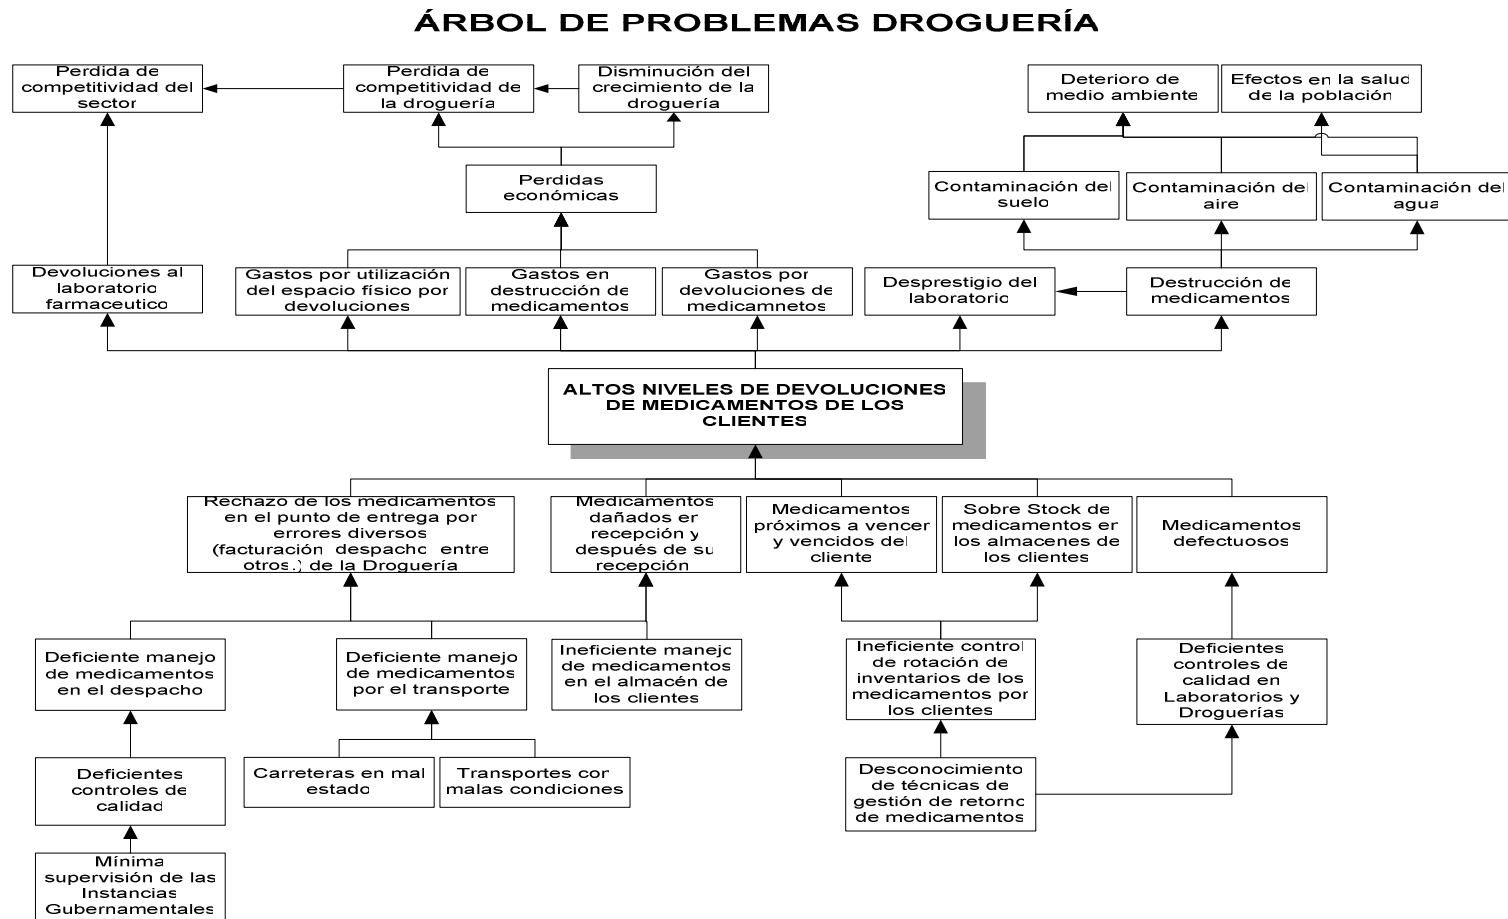 ÁRBOL DE PROBLEMAS DROGUERÍA
Perdida de
competitividad del
sector
Perdida de
competitividad de
la droguería
Disminución del
crecimiento de la
droguería
Deterioro de
medio ambiente
Efectos en la salud
de la población
Perdidas
económicas
Contaminación del
suelo
Contaminación del
aire
Contaminación del
agua
Devoluciones al
laboratorio
farmaceutico
Gastos por utilización
del espacio físico por
devoluciones
Gastos en
destrucción de
medicamentos
Gastos por
devoluciones de
medicamnetos
Desprestigio del
laboratorio
Destrucción de
medicamentos
ALTOS NIVELES DE DEVOLUCIONES
DE MEDICAMENTOS DE LOS
CLIENTES
Rechazo de los medicamentos
en el punto de entrega por
errores diversos
(facturación despacho entre
otros.) de la Droguería
Medicamentos
dañados en
recepción y
después de su
recepción
Medicamentos
próximos a vencer
y vencidos del
cliente
Sobre Stock de
medicamentos en
los almacenes de
los clientes
Medicamentos
defectuosos
Deficiente manejo
de medicamentos
en el despacho
Deficiente manejo
de medicamentos
por el transporte
Ineficiente manejo
de medicamentos
en el almacén de
los clientes
Ineficiente control
de rotación de
inventarios de los
medicamentos por
los clientes
Deficientes
controles de
calidad en
Laboratorios y
Droguerías
Deficientes
controles de
calidad
Carreteras en mal
estado
Transportes con
malas condiciones
Desconocimiento
de técnicas de
gestión de retorno
de medicamentos
Mínima
supervisión de las
Instancias
Gubernamentales